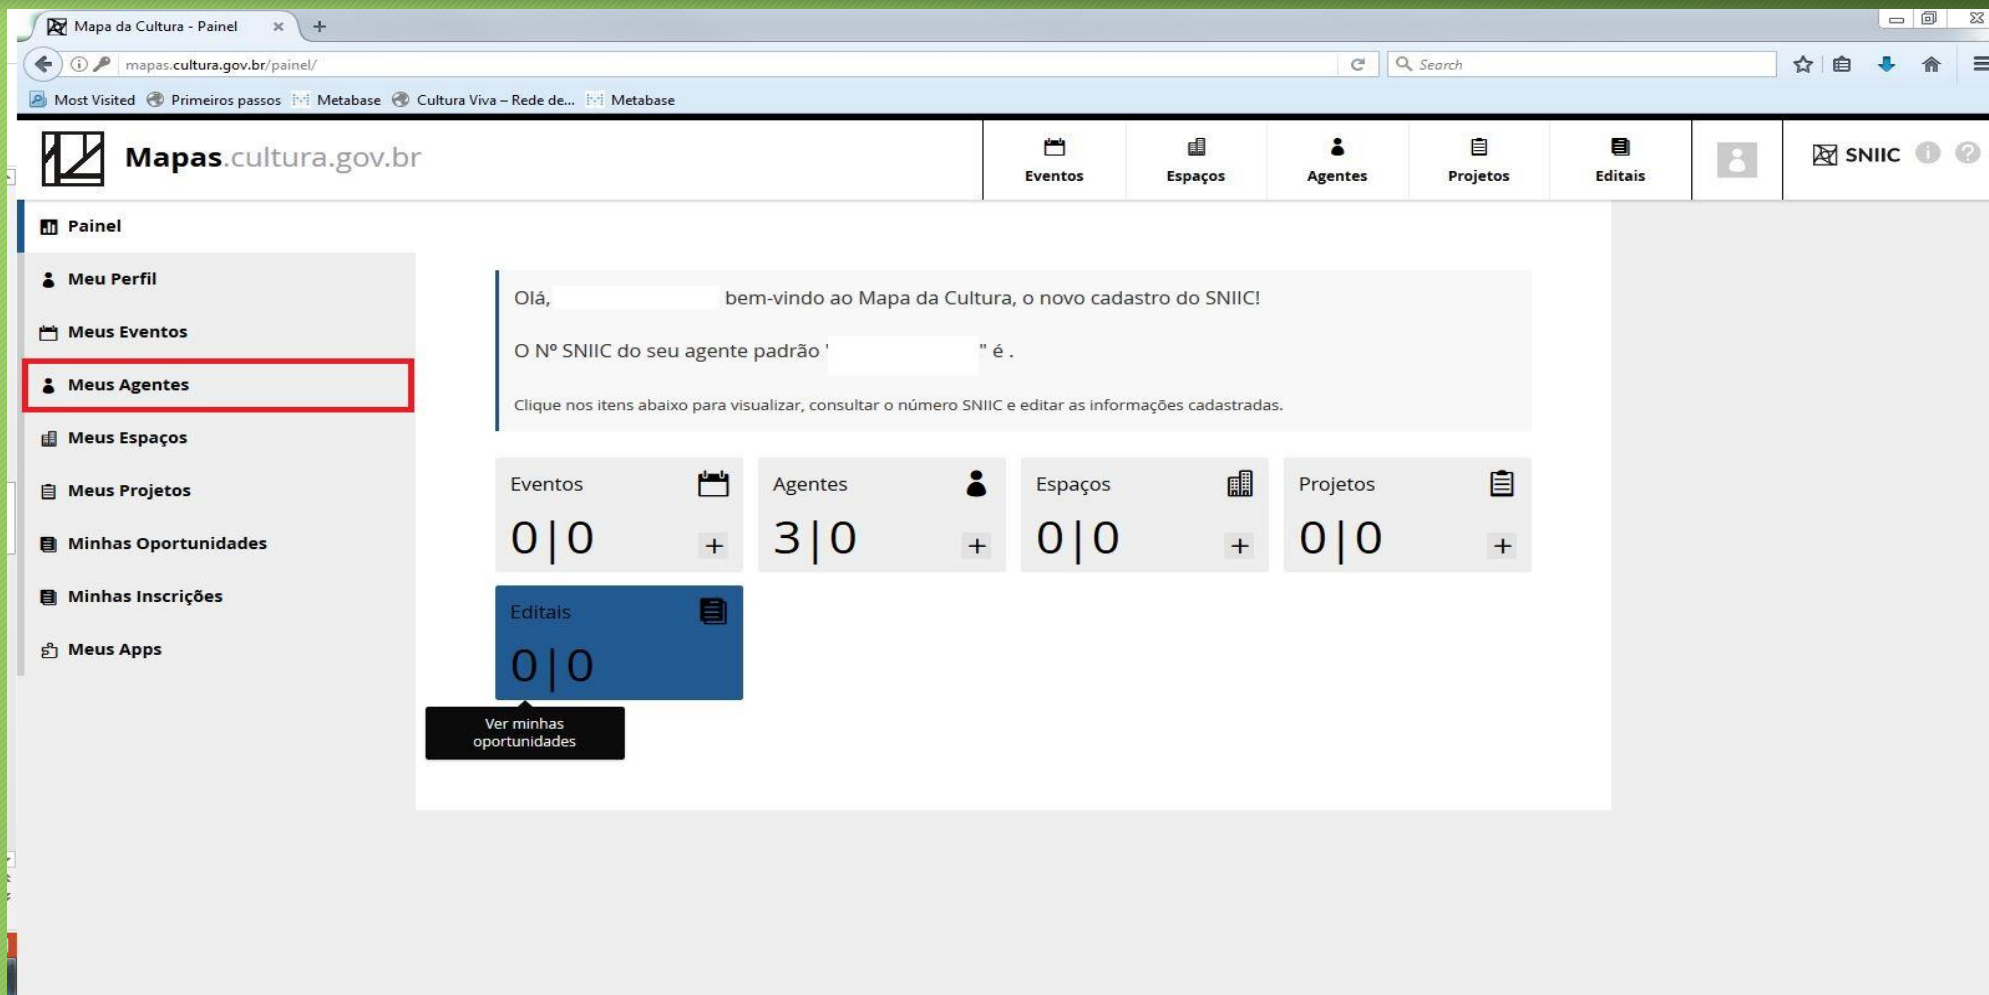 Mapa da Cultura - Painel
mapas.cultura.gov.br/painel/
Search
Most Visited Primeiros passos Metabase Cultura Viva – Rede de... Metabase
Mapas.cultura.gov.br
Eventos Espaços Agentes Projetos Editais
SNIIC
Painel
Meu Perfil
Meus Eventos
Meus Agentes
Meus Espaços
Meus Projetos
Minhas Oportunidades
Minhas Inscrições
Meus Apps
Olá, bem-vindo ao Mapa da Cultura, o novo cadastro do SNIIC!
O Nº SNIIC do seu agente padrão " " é .
Clique nos itens abaixo para visualizar, consultar o número SNIIC e editar as informações cadastradas.
Eventos
0|0 +
Agentes
3|0 +
Espaços
0|0 +
Projetos
0|0 +
Editais
0|0
Ver minhas
oportunidades